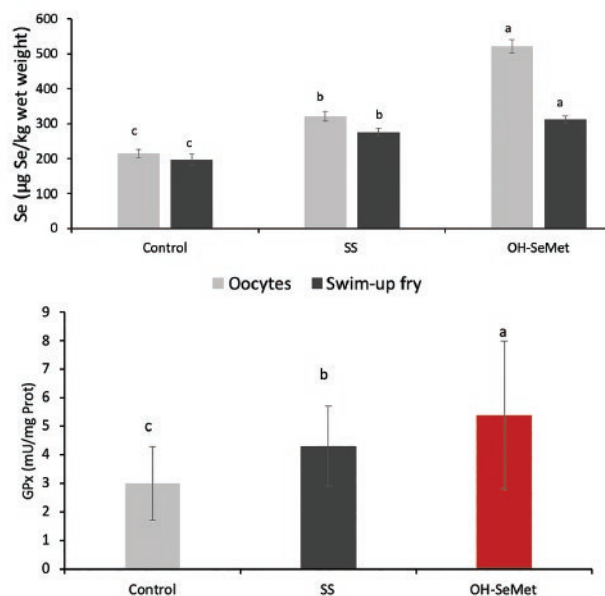 Se (µg Se/kg wet weight)
600
500
400
300
200
100
0
c
c
b
b
a
a
Control
SS
OH-SeMet
Oocytes
Swim-up fry
GPx (mU/mg Prot)
9
8
7
6
5
4
3
2
1
0
c
b
a
Control
SS
OH-SeMet